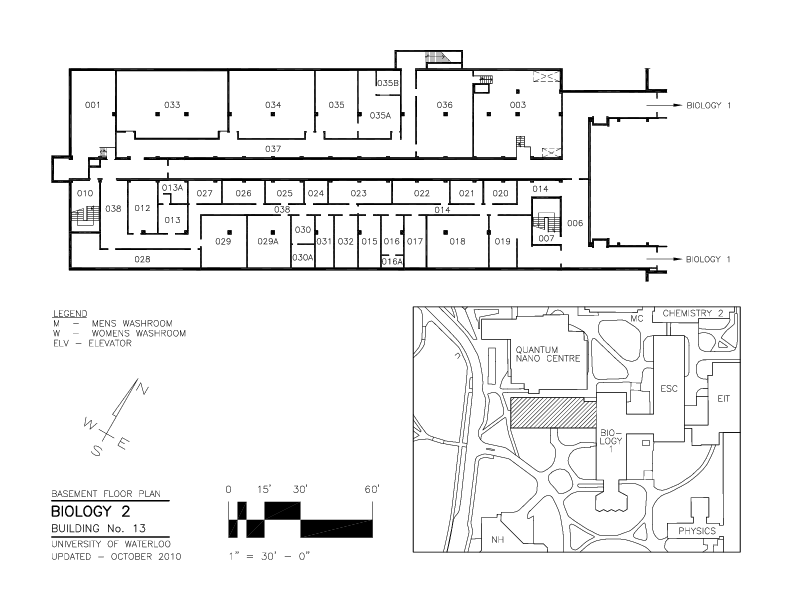 035B
001
033
034
035
035A
036
003
BIOLOGY 1
037
010
038
012
013A
013
027
026
025
024
023
022
021
020
014
038
014
006
007
028
029
029A
030
030A
031
032
015
016
016A
017
018
019
BIOLOGY 1
LEGEND
M – MENS WASHROOM
W – WOMENS WASHROOM
ELV – ELEVATOR
N
W
E
S
BASEMENT FLOOR PLAN
BIOLOGY 2
BUILDING No. 13
UNIVERSITY OF WATERLOO
UPDATED – OCTOBER 2010
0 15' 30' 60'
1" = 30' – 0"
MC
CHEMISTRY 2
QUANTUM
NANO CENTRE
ESC
EIT
BIO–
LOGY
1
NH
PHYSICS